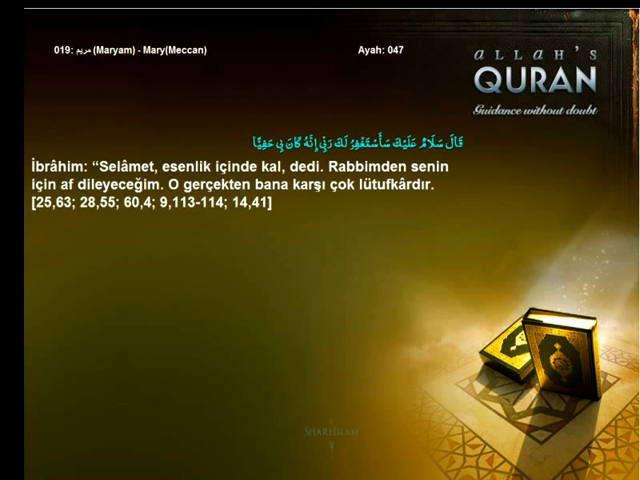 019: مريم (Maryam) - Mary(Meccan) Ayah: 047
ALLAH'S
QURAN
Guidance without doubt
قَالَ سَلَامٌ عَلَيْكَ سَأَسْتَغْفِرُ لَكَ رَبِّي إِنَّهُ كَانَ بِي حَفِيًّا
İbrâhim: “Selâmet, esenlik içinde kal, dedi. Rabbimden senin
için af dileyeceğim. O gerçekten bana karşı çok lütufkârdır.
[25,63; 28,55; 60,4; 9,113-114; 14,41]
SHAREISLAM